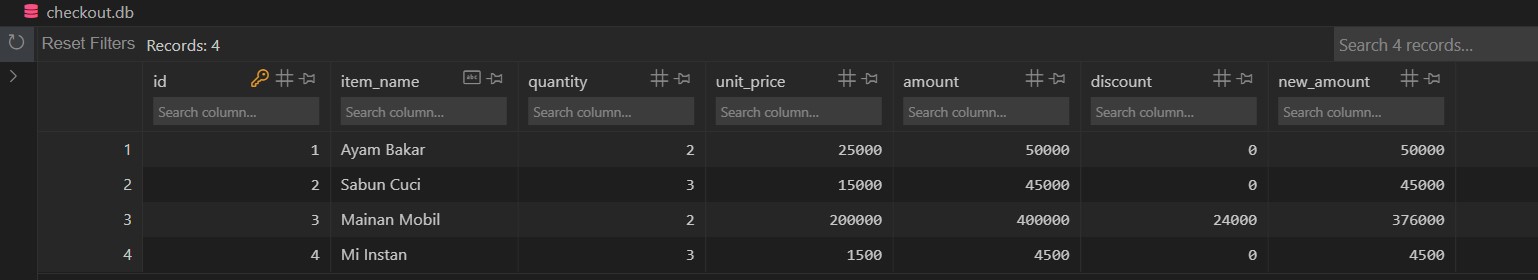 checkout.db
Reset Filters Records: 4 Search 4 records...
id item_name abc quantity unit_price amount discount new_amount
Search column... Search column... Search column... Search column... Search column... Search column... Search column...
1 1 Ayam Bakar 2 25000 50000 0 50000
2 2 Sabun Cuci 3 15000 45000 0 45000
3 3 Mainan Mobil 2 200000 400000 24000 376000
4 4 Mi Instan 3 1500 4500 0 4500